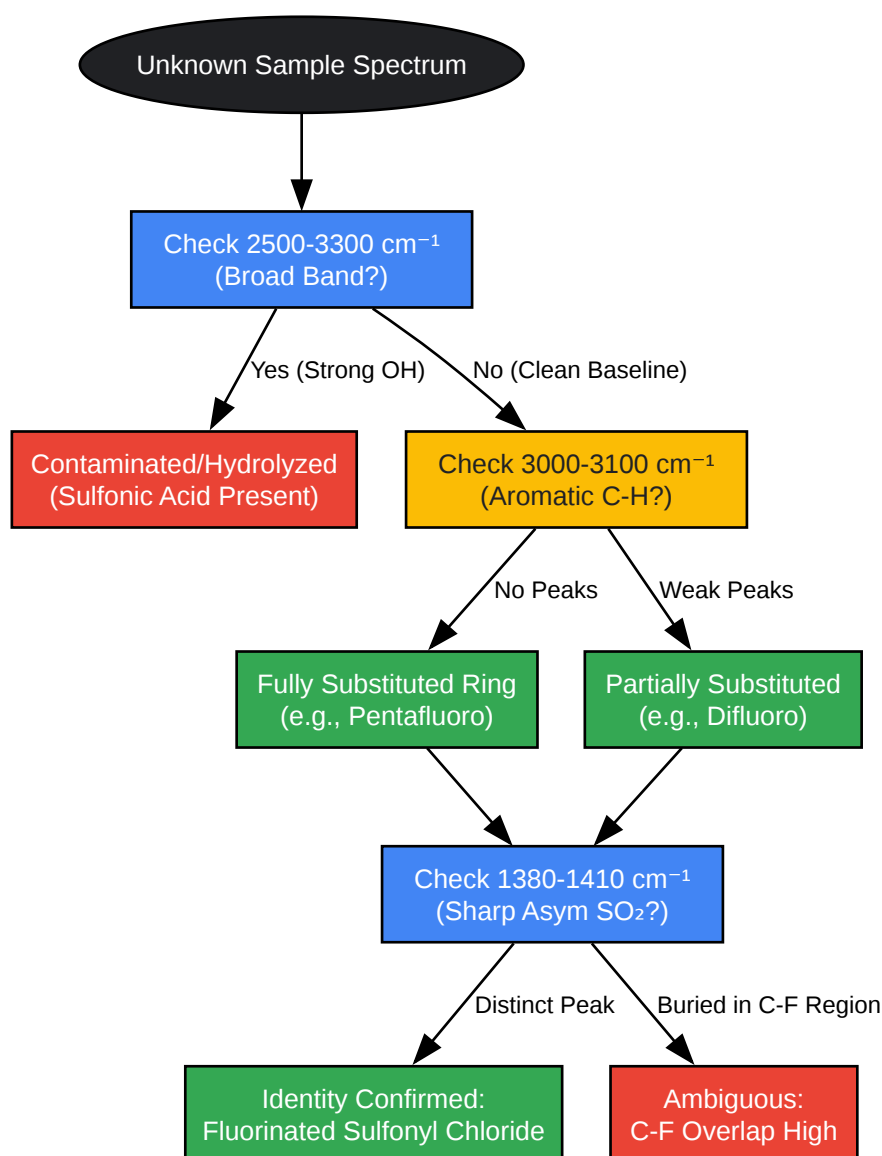 Unknown Sample Spectrum
Check 2500-3300 cm⁻¹
(Broad Band?)
Yes (Strong OH)
No (Clean Baseline)
Contaminated/Hydrolyzed
(Sulfonic Acid Present)
Check 3000-3100 cm⁻¹
(Aromatic C-H?)
No Peaks
Weak Peaks
Fully Substituted Ring
(e.g., Pentafluoro)
Partially Substituted
(e.g., Difluoro)
Check 1380-1410 cm⁻¹
(Sharp Asym SO₂?)
Distinct Peak
Buried in C-F Region
Identity Confirmed:
Fluorinated Sulfonyl Chloride
Ambiguous:
C-F Overlap High